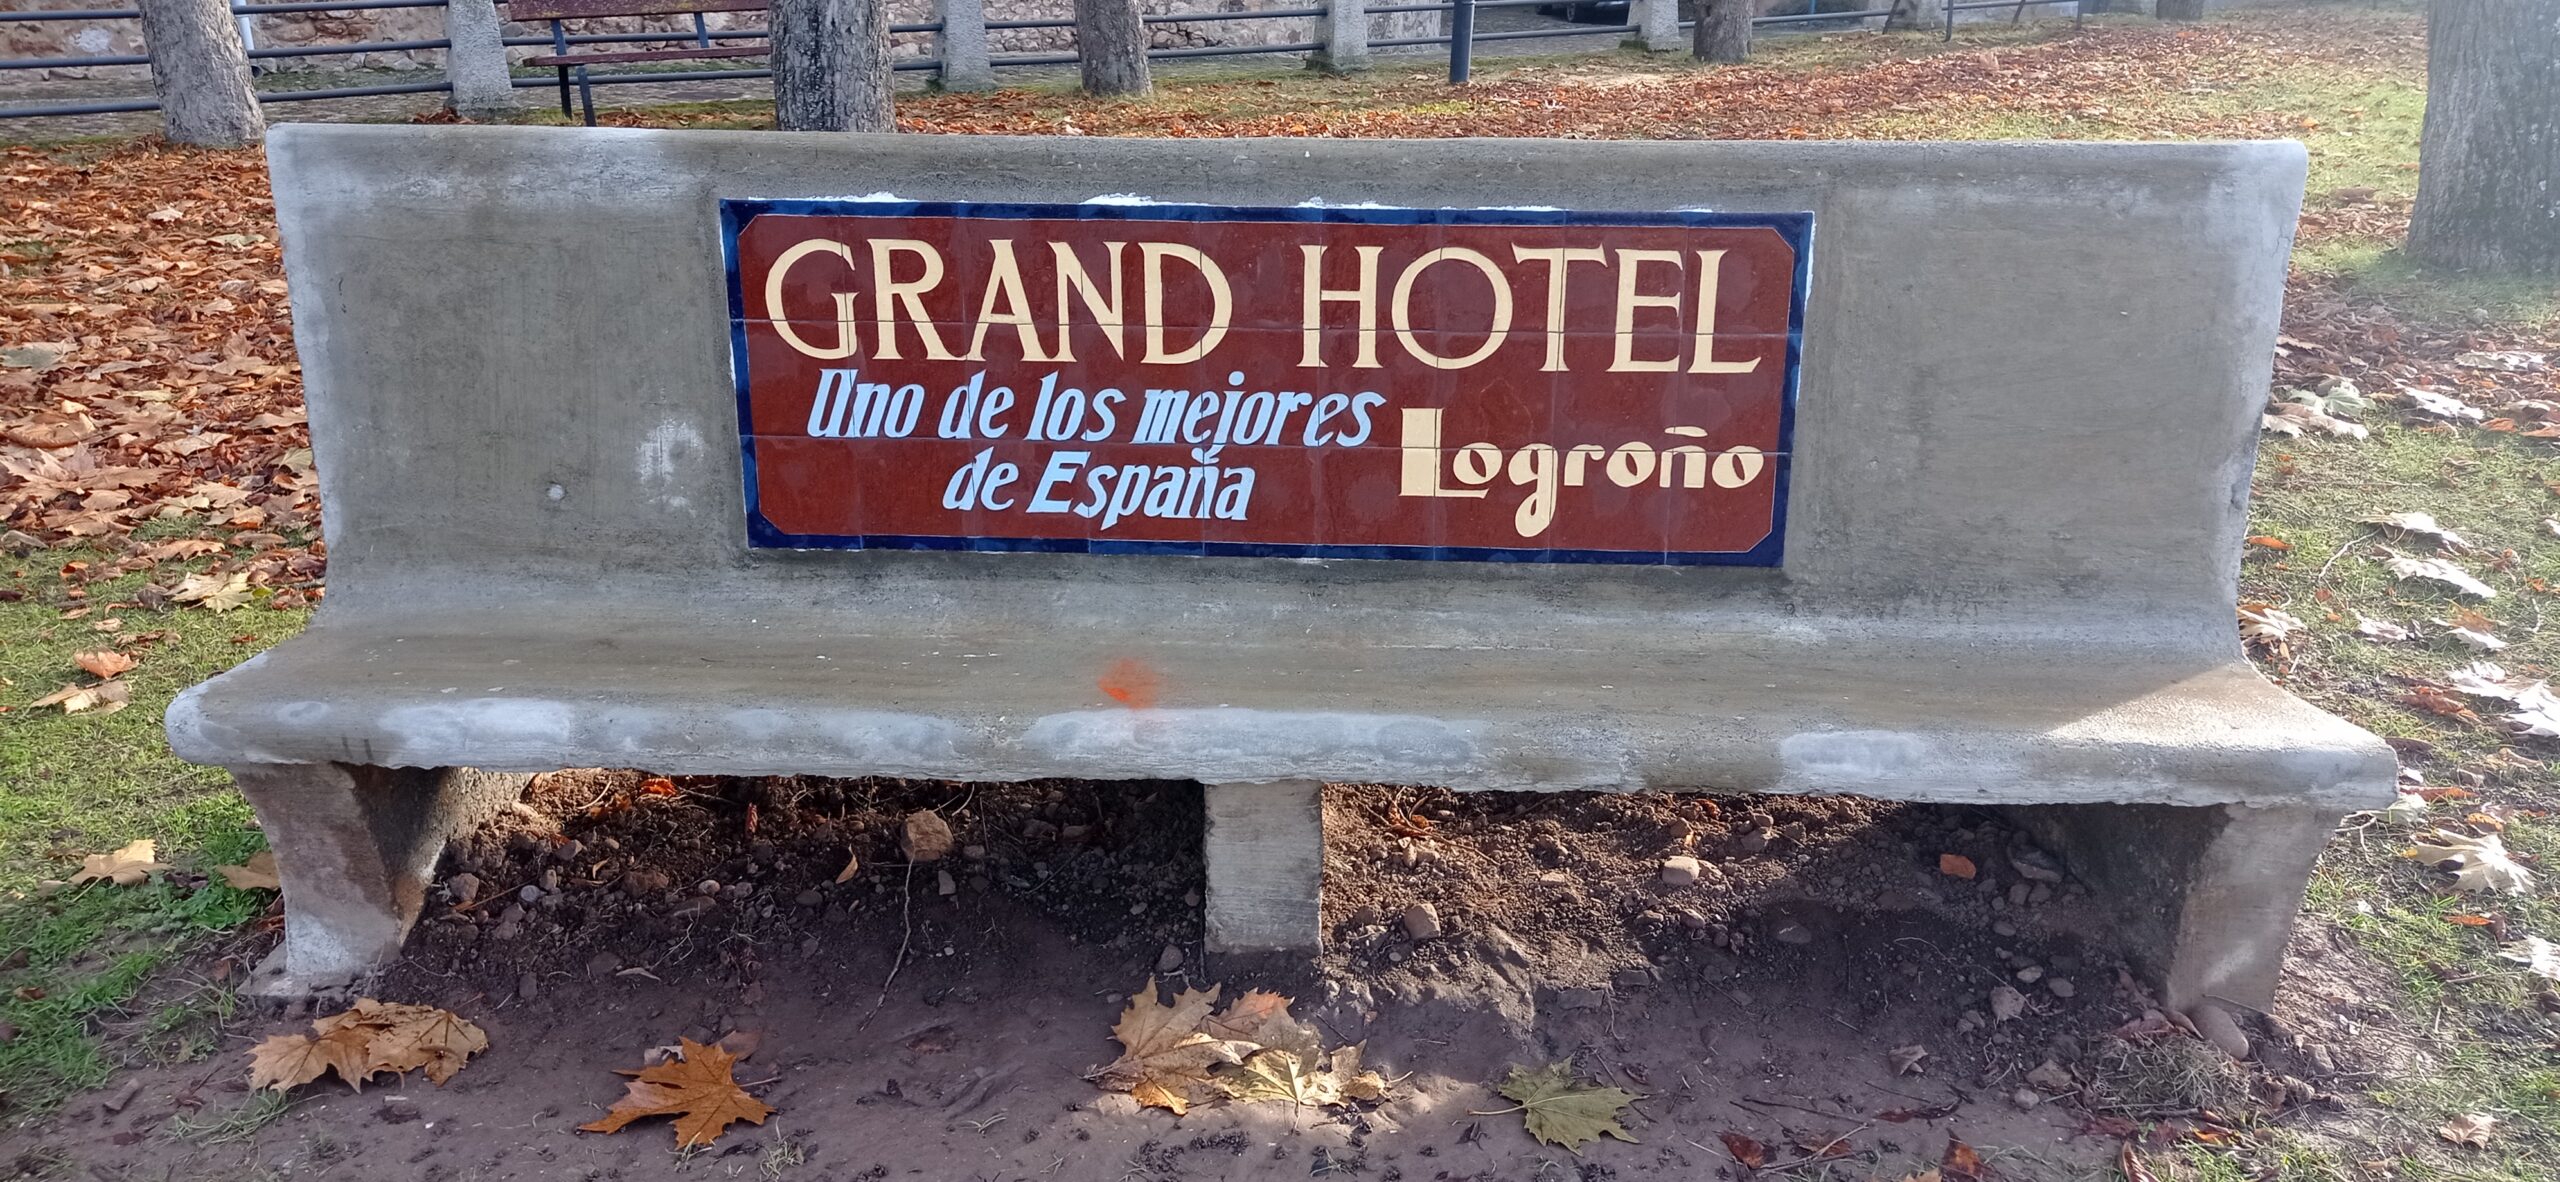 GRAND HOTEL
Uno de los mejores
de España
Logroño